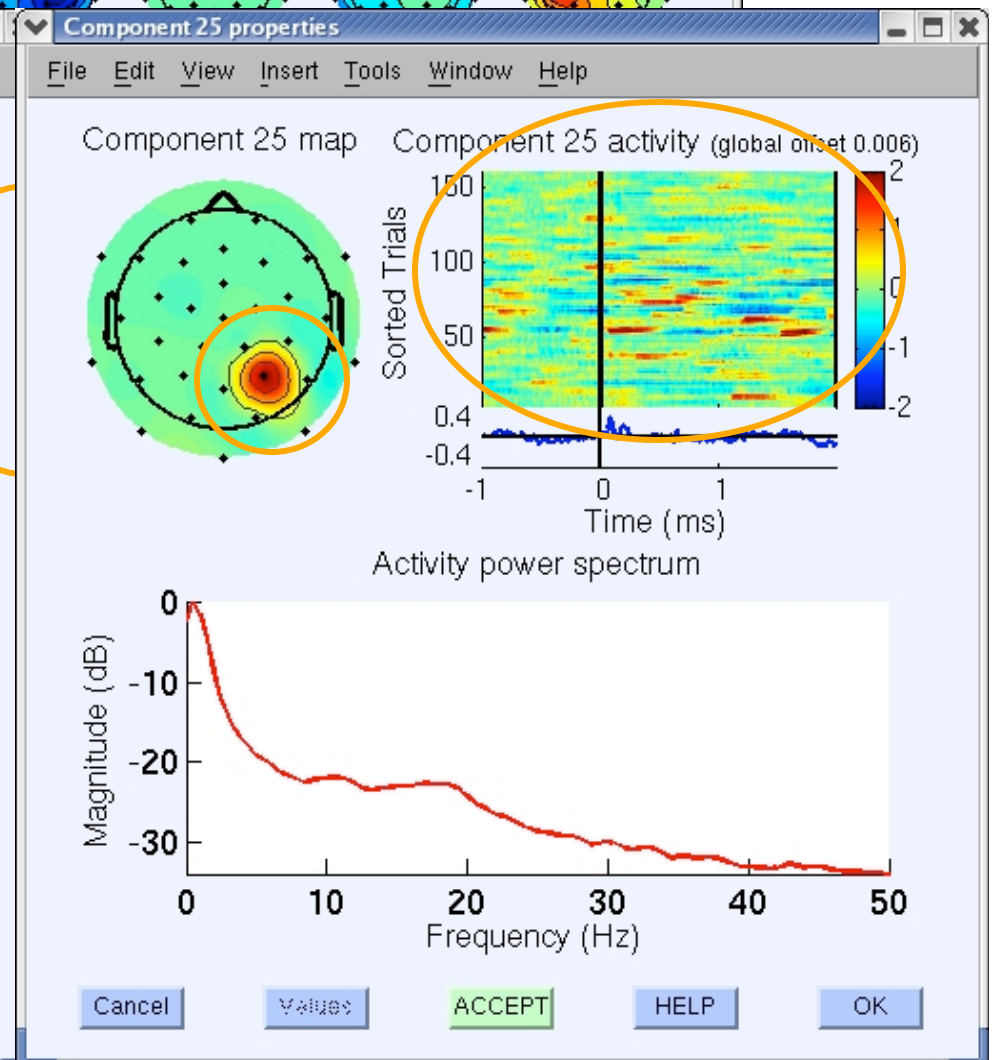 Component 25 properties
File Edit View Insert Tools Window Help
Component 25 map
Component 25 activity (global offset 0.006)
Sorted Trials
150
100
50
2
1
0
-1
-2
0.4
-0.4
-1 0 1
Time (ms)
Activity power spectrum
Magnitude (dB)
0
-10
-20
-30
0 10 20 30 40 50
Frequency (Hz)
Cancel Values ACCEPT HELP OK